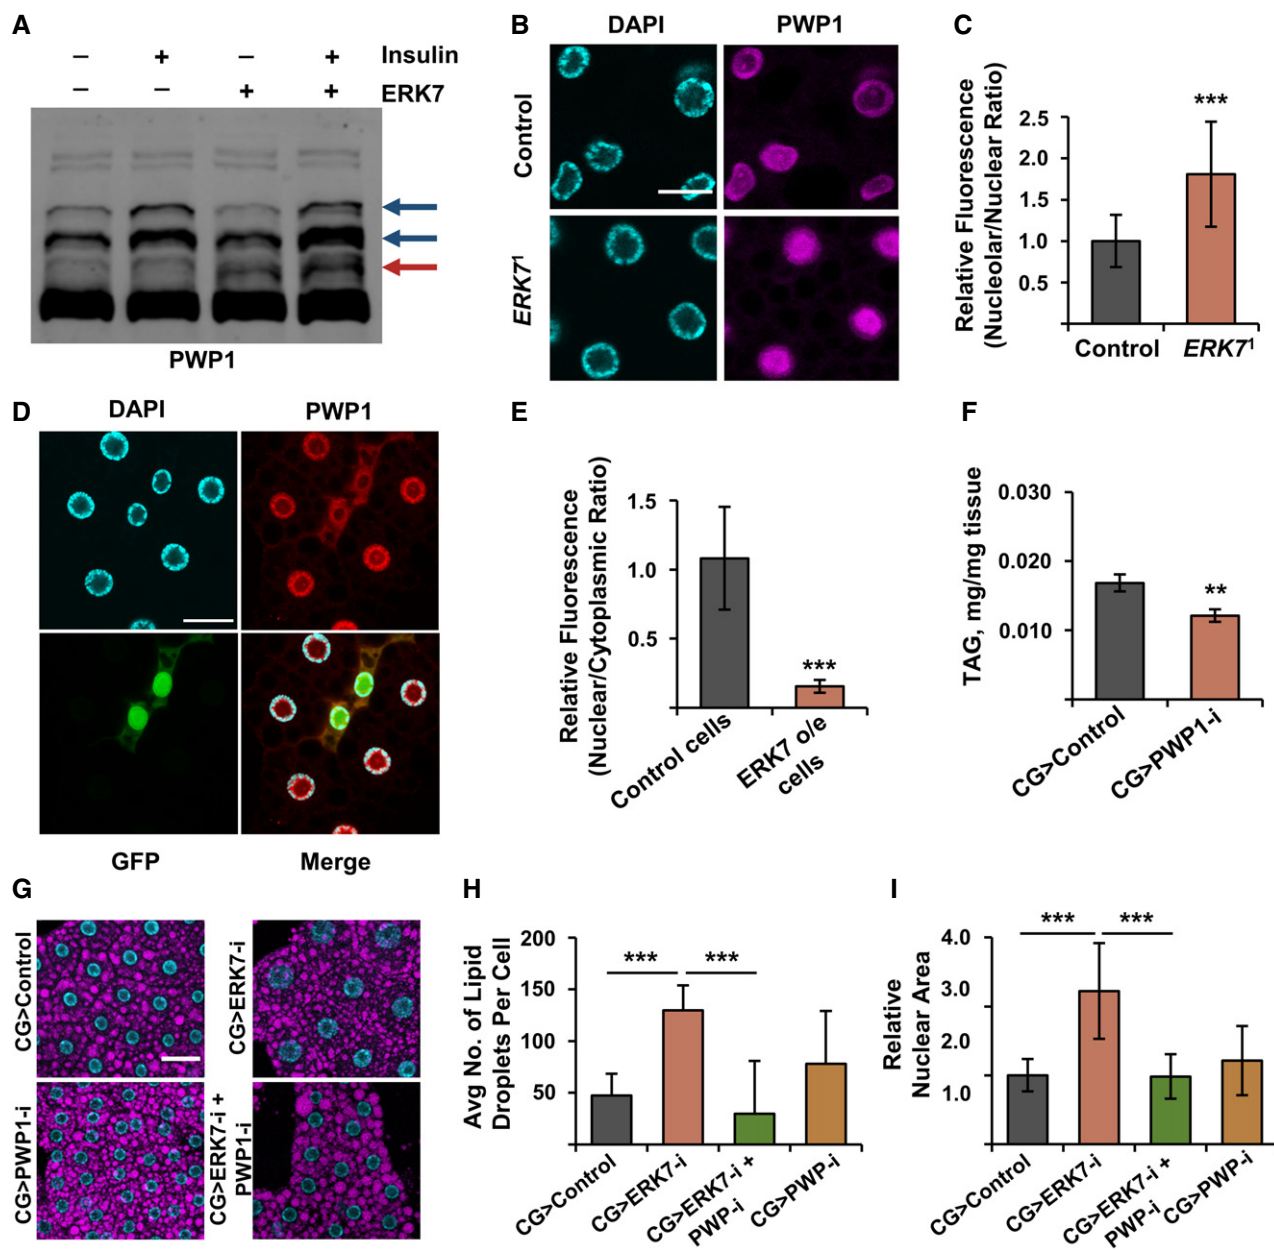 A
– + – + Insulin
– – + + ERK7
PWP1
B
DAPI PWP1
Control
ERK7¹
C
Relative Fluorescence
(Nucleolar/Nuclear Ratio)
2.5
2.0
1.5
1.0
0.5
***
Control ERK7¹
D
DAPI PWP1
GFP Merge
E
Relative Fluorescence
(Nuclear/Cytoplasmic Ratio)
1.5
1.0
0.5
***
Control cells
ERK7 o/e
cells
F
TAG, mg/mg tissue
0.030
0.020
0.010
**
CG>Control
CG>PWP1-i
G
CG>Control
CG>ERK7-i
CG>PWP1-i
CG>ERK7-i +
PWP1-i
H
Avg No. of Lipid
Droplets Per Cell
200
150
100
50
*** ***
CG>Control
CG>ERK7-i
CG>ERK7-i +
PWP-i
CG>PWP-i
I
Relative
Nuclear Area
4.0
3.0
2.0
1.0
*** ***
CG>Control
CG>ERK7-i
CG>ERK7-i +
PWP-i
CG>PWP-i